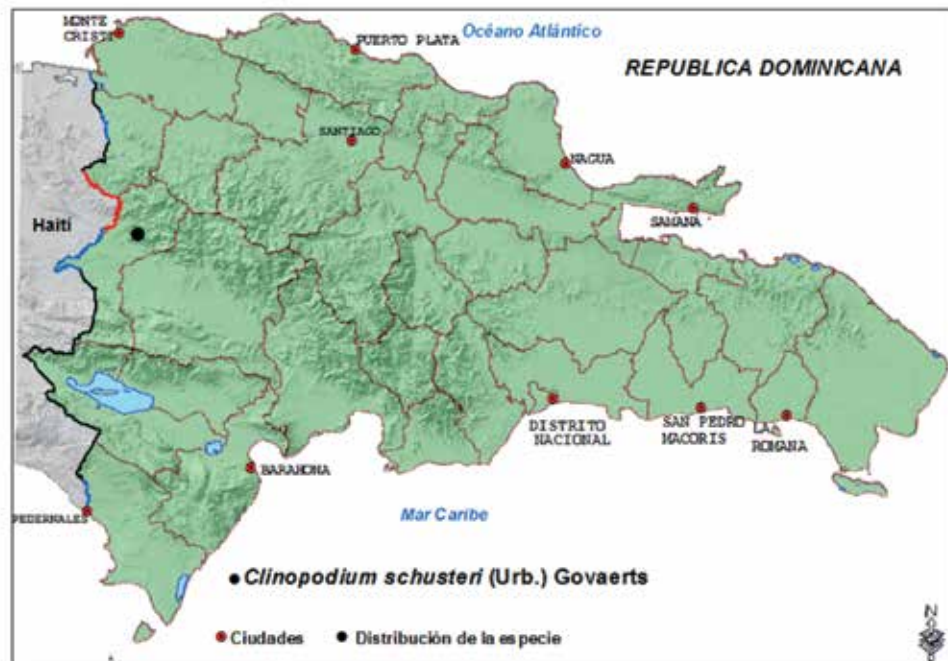 MONTE
CRISTI
PUERTO PLATA
Océano Atlántico
REPUBLICA DOMINICANA
SANTIAGO
NAGUA
SAMANA
Haití
DISTRITO
NACIONAL
SAN PEDRO
MACORIS
LA
ROMANA
BARAHONA
PEDERNALES
Mar Caribe
Clinopodium schusteri (Urb.) Govaerts
Ciudades
Distribución de la especie
N